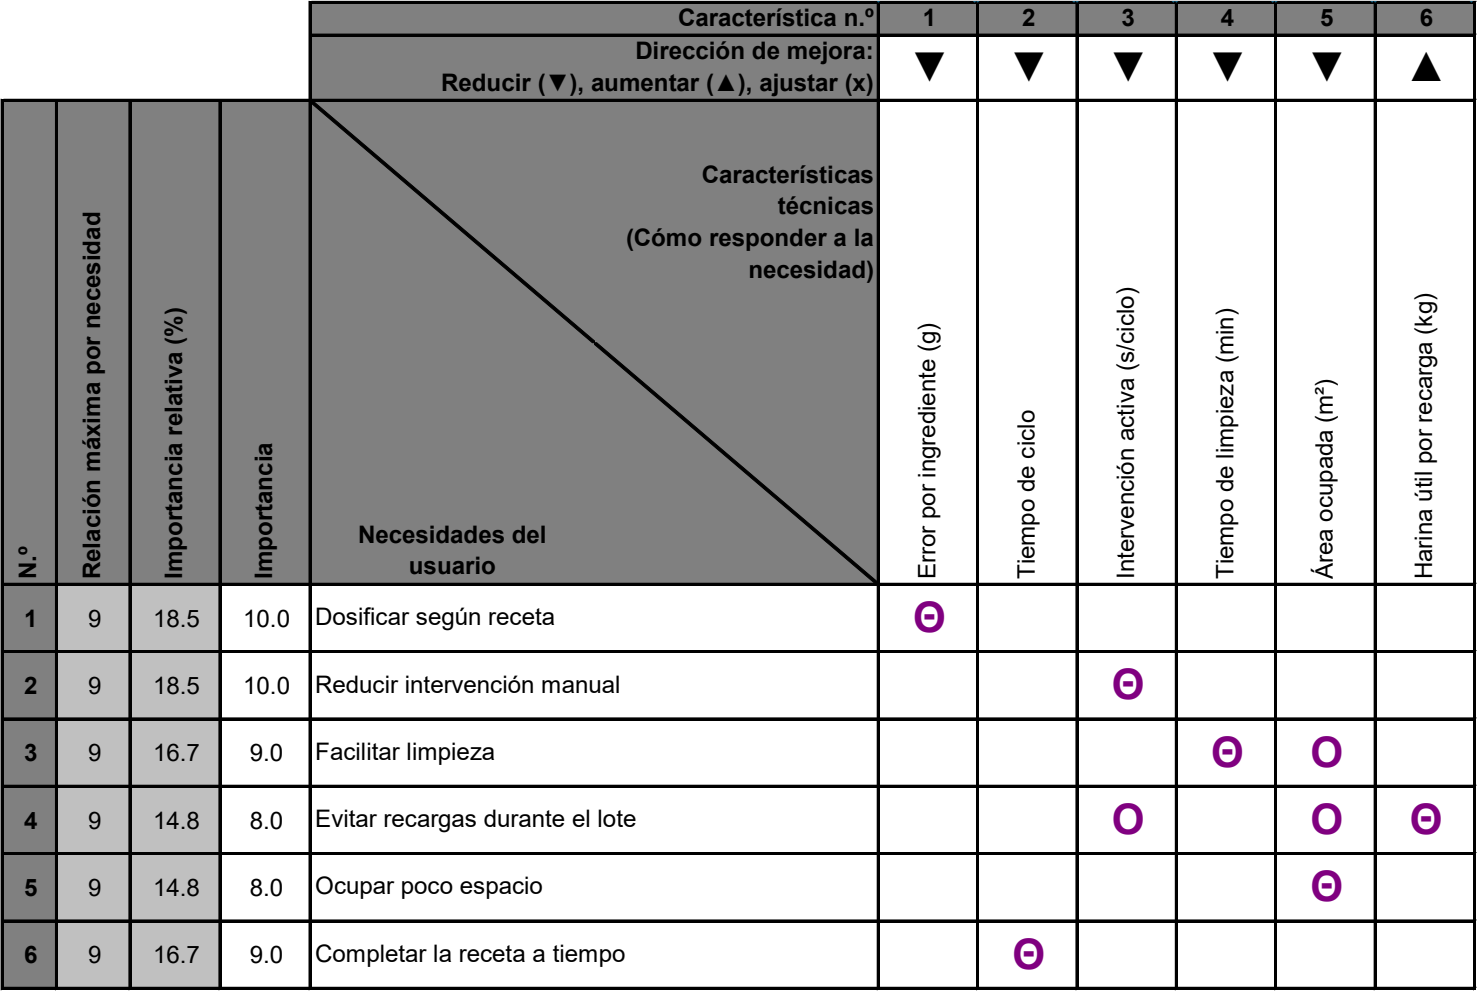 Característica n.º 1 2 3 4 5 6
Dirección de mejora:
Reducir (▼), aumentar (▲), ajustar (x) ▼ ▼ ▼ ▼ ▼ ▲
N.º
Relación máxima por necesidad
Importancia relativa (%)
Importancia
Características
técnicas
(Cómo responder a la
necesidad)
Necesidades del
usuario
Error por ingrediente (g)
Tiempo de ciclo
Intervención activa (s/ciclo)
Tiempo de limpieza (min)
Área ocupada (m²)
Harina útil por recarga (kg)
1 9 18.5 10.0 Dosificar según receta Θ
2 9 18.5 10.0 Reducir intervención manual Θ
3 9 16.7 9.0 Facilitar limpieza Θ Ο
4 9 14.8 8.0 Evitar recargas durante el lote Ο Ο Θ
5 9 14.8 8.0 Ocupar poco espacio Θ
6 9 16.7 9.0 Completar la receta a tiempo Θ